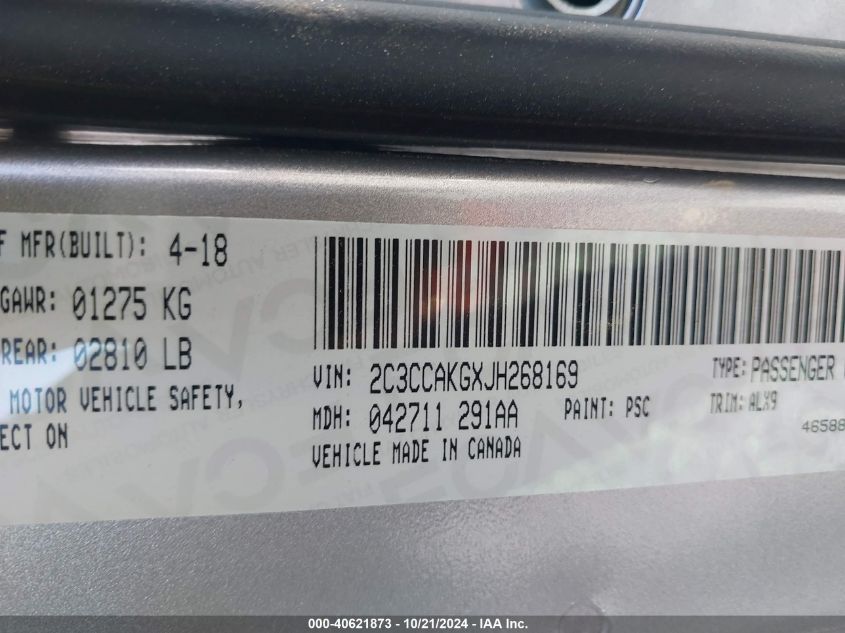 F MFR(BUILT): 4-18
GAWR: 01275 KG
REAR: 02810 LB
MOTOR VEHICLE SAFETY,
ECT ON
VIN: 2C3CCAKGXJH268169
TYPE: PASSENGER
MDH: 042711 291AA
PAINT: PSC
TRIM: ALX9
VEHICLE MADE IN CANADA
46588
000-40621873 - 10/21/2024 - IAA Inc.